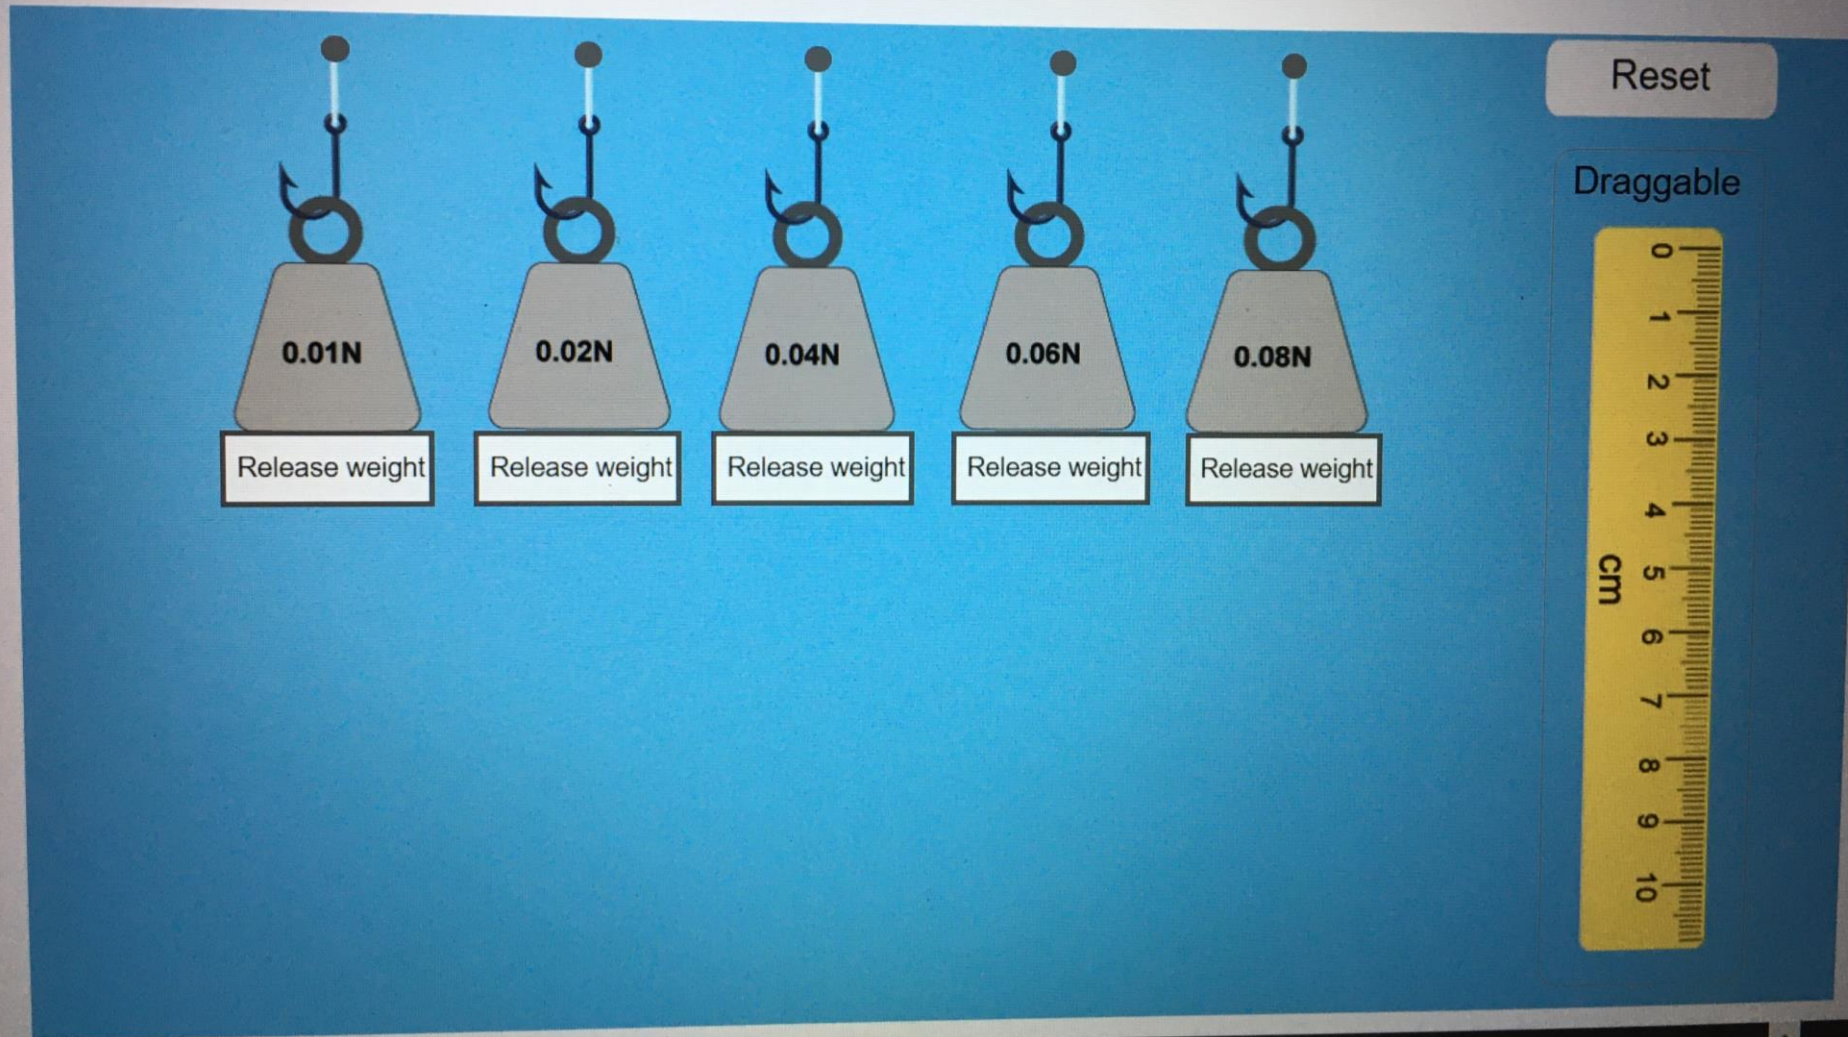 Reset
Draggable
0.01N
0.02N
0.04N
0.06N
0.08N
Release weight
Release weight
Release weight
Release weight
Release weight
0
1
2
3
4
5
6
7
8
9
10
cm